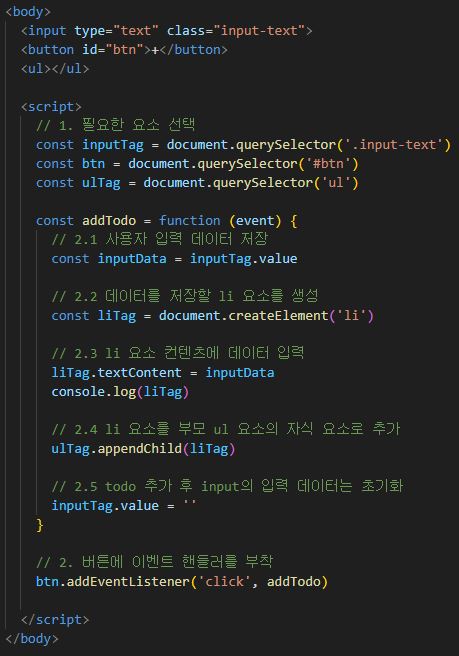 <body>
  <input type="text" class="input-text">
  <button id="btn">+</button>
  <ul></ul>

  <script>
    // 1. 필요한 요소 선택
    const inputTag = document.querySelector('.input-text')
    const btn = document.querySelector('#btn')
    const ulTag = document.querySelector('ul')

    const addTodo = function (event) {
      // 2.1 사용자 입력 데이터 저장
      const inputData = inputTag.value

      // 2.2 데이터를 저장할 li 요소를 생성
      const liTag = document.createElement('li')

      // 2.3 li 요소 컨텐츠에 데이터 입력
      liTag.textContent = inputData
      console.log(liTag)

      // 2.4 li 요소를 부모 ul 요소의 자식 요소로 추가
      ulTag.appendChild(liTag)

      // 2.5 todo 추가 후 input의 입력 데이터는 초기화
      inputTag.value = ''
    }

    // 2. 버튼에 이벤트 핸들러를 부착
    btn.addEventListener('click', addTodo)

  </script>
</body>